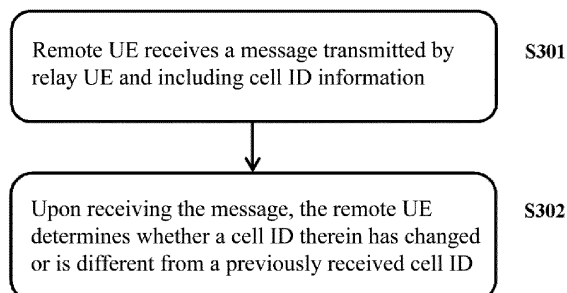 Remote UE receives a message transmitted by
relay UE and including cell ID information
S301
Upon receiving the message, the remote UE
determines whether a cell ID therein has changed
or is different from a previously received cell ID
S302